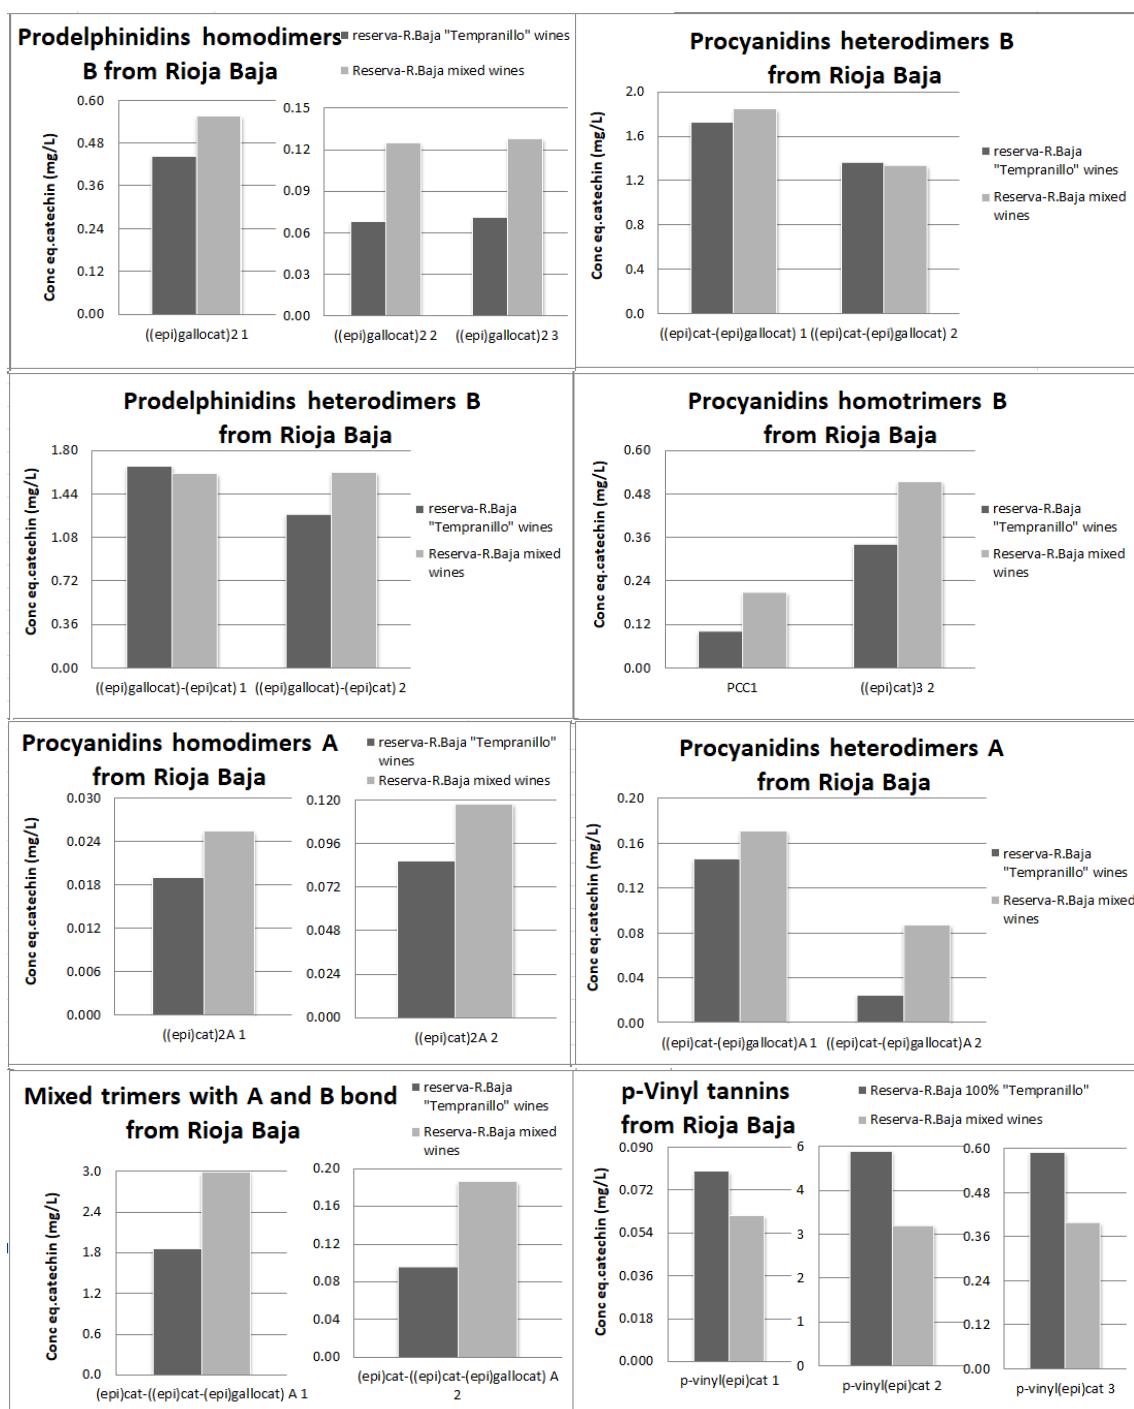 Prodelphinidins homodimers
B from Rioja Baja
reserva-R.Baja "Tempranillo" wines
Reserva-R.Baja mixed wines
Conc eq.catechin (mg/L)
0.60
0.48
0.36
0.24
0.12
0.00
((epi)gallocat)2 1
0.15
0.12
0.09
0.06
0.03
0.00
((epi)gallocat)2 2 ((epi)gallocat)2 3
Procyanidins heterodimers B
from Rioja Baja
Conc eq.catechin (mg/L)
2.0
1.6
1.2
0.8
0.4
0.0
((epi)cat-(epi)gallocat) 1 ((epi)cat-(epi)gallocat) 2
reserva-R.Baja
"Tempranillo" wines
Reserva-R.Baja mixed
wines
Prodelphinidins heterodimers B
from Rioja Baja
Conc eq.catechin (mg/L)
1.80
1.44
1.08
0.72
0.36
0.00
((epi)gallocat)-(epi)cat) 1 ((epi)gallocat)-(epi)cat) 2
reserva-R.Baja
"Tempranillo" wines
Reserva-R.Baja mixed
wines
Procyanidins homotrimers B
from Rioja Baja
Conc eq.catechin (mg/L)
0.60
0.48
0.36
0.24
0.12
0.00
PCC1 ((epi)cat)3 2
reserva-R.Baja
"Tempranillo" wines
Reserva-R.Baja mixed
wines
Procyanidins homodimers A
from Rioja Baja
reserva-R.Baja "Tempranillo"
wines
Reserva-R.Baja mixed wines
Conc eq.catechin (mg/L)
0.030
0.024
0.018
0.012
0.006
0.000
((epi)cat)2A 1
0.120
0.096
0.072
0.048
0.024
0.000
((epi)cat)2A 2
Procyanidins heterodimers A
from Rioja Baja
Conc eq.catechin (mg/L)
0.20
0.16
0.12
0.08
0.04
0.00
((epi)cat-(epi)gallocat)A 1 ((epi)cat-(epi)gallocat)A 2
reserva-R.Baja
"Tempranillo" wines
Reserva-R.Baja mixed
wines
Mixed trimers with A and B bond
from Rioja Baja
reserva-R.Baja
"Tempranillo" wines
Reserva-R.Baja mixed
wines
Conc eq.catechin (mg/L)
3.0
2.4
1.8
1.2
0.6
0.0
(epi)cat-((epi)cat-(epi)gallocat) A 1
0.20
0.16
0.12
0.08
0.04
0.00
(epi)cat-((epi)cat-(epi)gallocat) A
2
p-Vinyl tannins
from Rioja Baja
Reserva-R.Baja 100% "Tempranillo"
Reserva-R.Baja mixed wines
Conc eq.catechin (mg/L)
0.090
0.072
0.054
0.036
0.018
0.000
p-vinyl(epi)cat 1
6
4
3
2
1
0
p-vinyl(epi)cat 2
0.60
0.48
0.36
0.24
0.12
0.00
p-vinyl(epi)cat 3